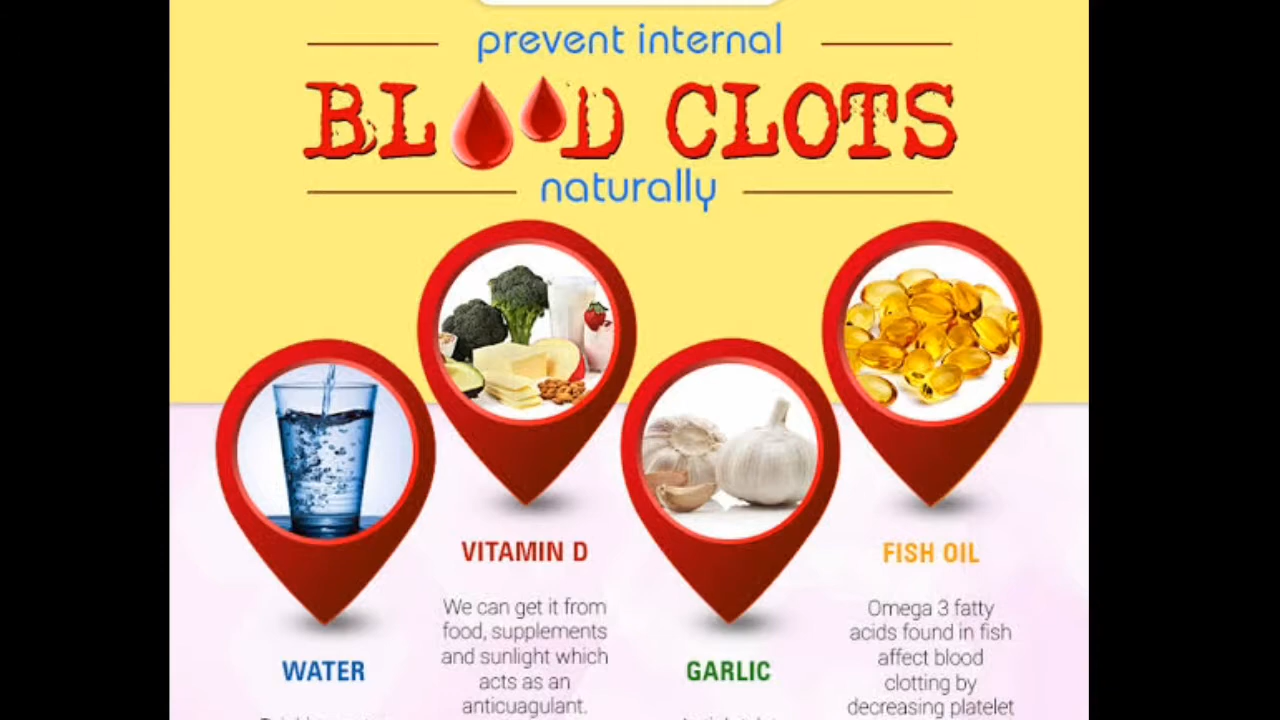 prevent internal
BLOOD CLOTS
naturally
VITAMIN D
We can get it from
food, supplements
and sunlight which
acts as an
anticuagulant.
FISH OIL
Omega 3 fatty
acids found in fish
affect blood
clotting by
decreasing platelet
WATER
GARLIC